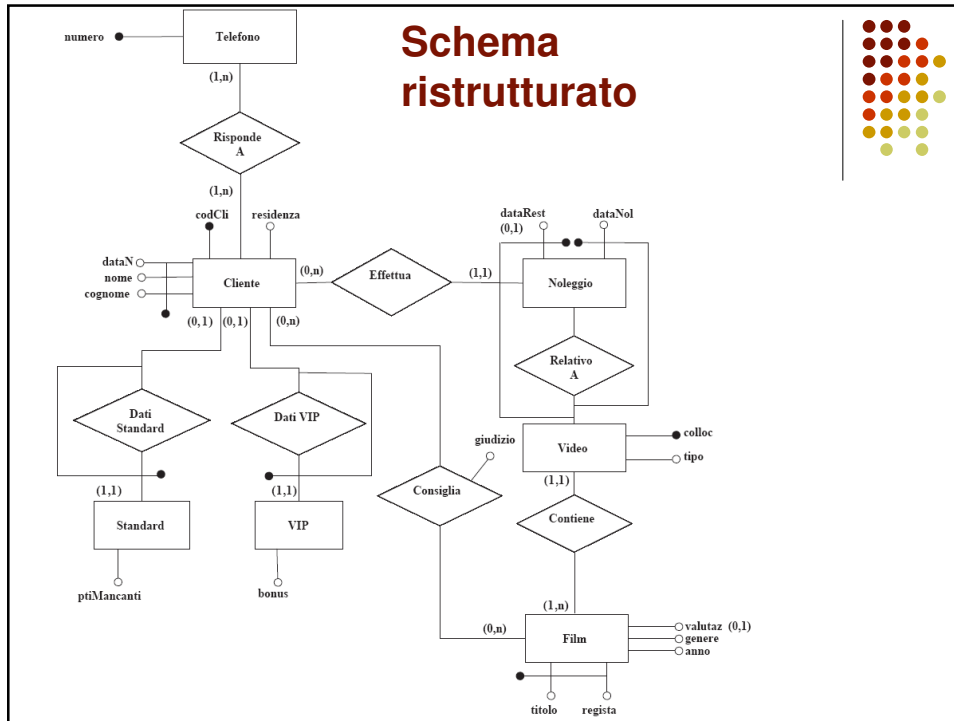 Schema
ristrutturato
numero
Telefono
(1,n)
Risponde
A
(1,n)
codCli
residenza
dataN
nome
cognome
Cliente
(0,n)
Effettua
(1,1)
dataRest
(0,1)
dataNol
Noleggio
(0,1)
(0,1)
(0,n)
Relativo
A
Dati
Standard
Dati VIP
giudizio
Video
colloc
tipo
(1,1)
(1,1)
(1,1)
Consiglia
Contiene
Standard
VIP
ptiMancanti
bonus
(1,n)
(0,n)
Film
valutaz (0,1)
genere
anno
titolo
regista